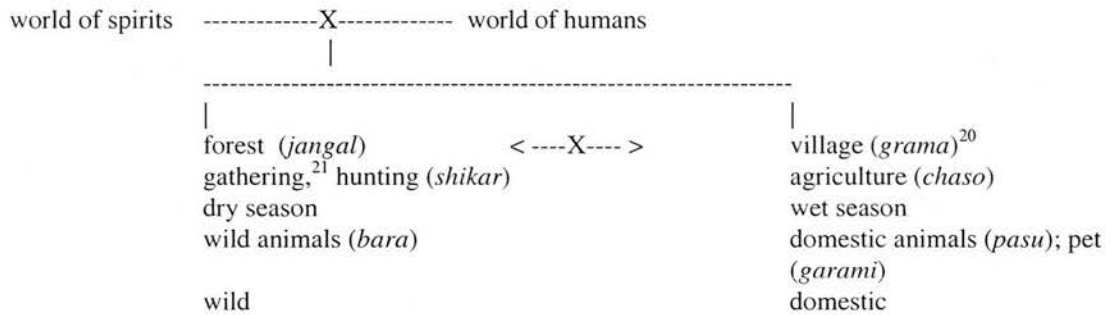 world of spirits ------------X------------ world of humans
|
----------------------------------------------------------------
| |
forest (jangal) < ----X---- > village (grama)20
gathering,21 hunting (shikar) agriculture (chaso)
dry season wet season
wild animals (bara) domestic animals (pasu); pet
(garami)
wild domestic